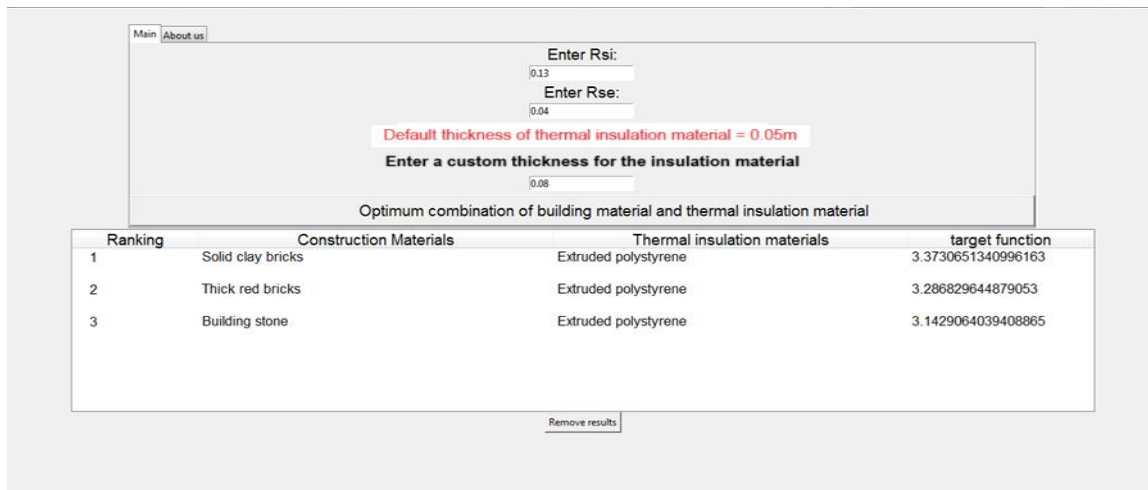 Main About us
Enter Rsi:
0.13
Enter Rse:
0.04
Default thickness of thermal insulation material = 0.05m
Enter a custom thickness for the insulation material
0.08
Optimum combination of building material and thermal insulation material
Ranking Construction Materials Thermal insulation materials target function
1 Solid clay bricks Extruded polystyrene 3.3730651340996163
2 Thick red bricks Extruded polystyrene 3.286829644879053
3 Building stone Extruded polystyrene 3.1429064039408865
Remove results